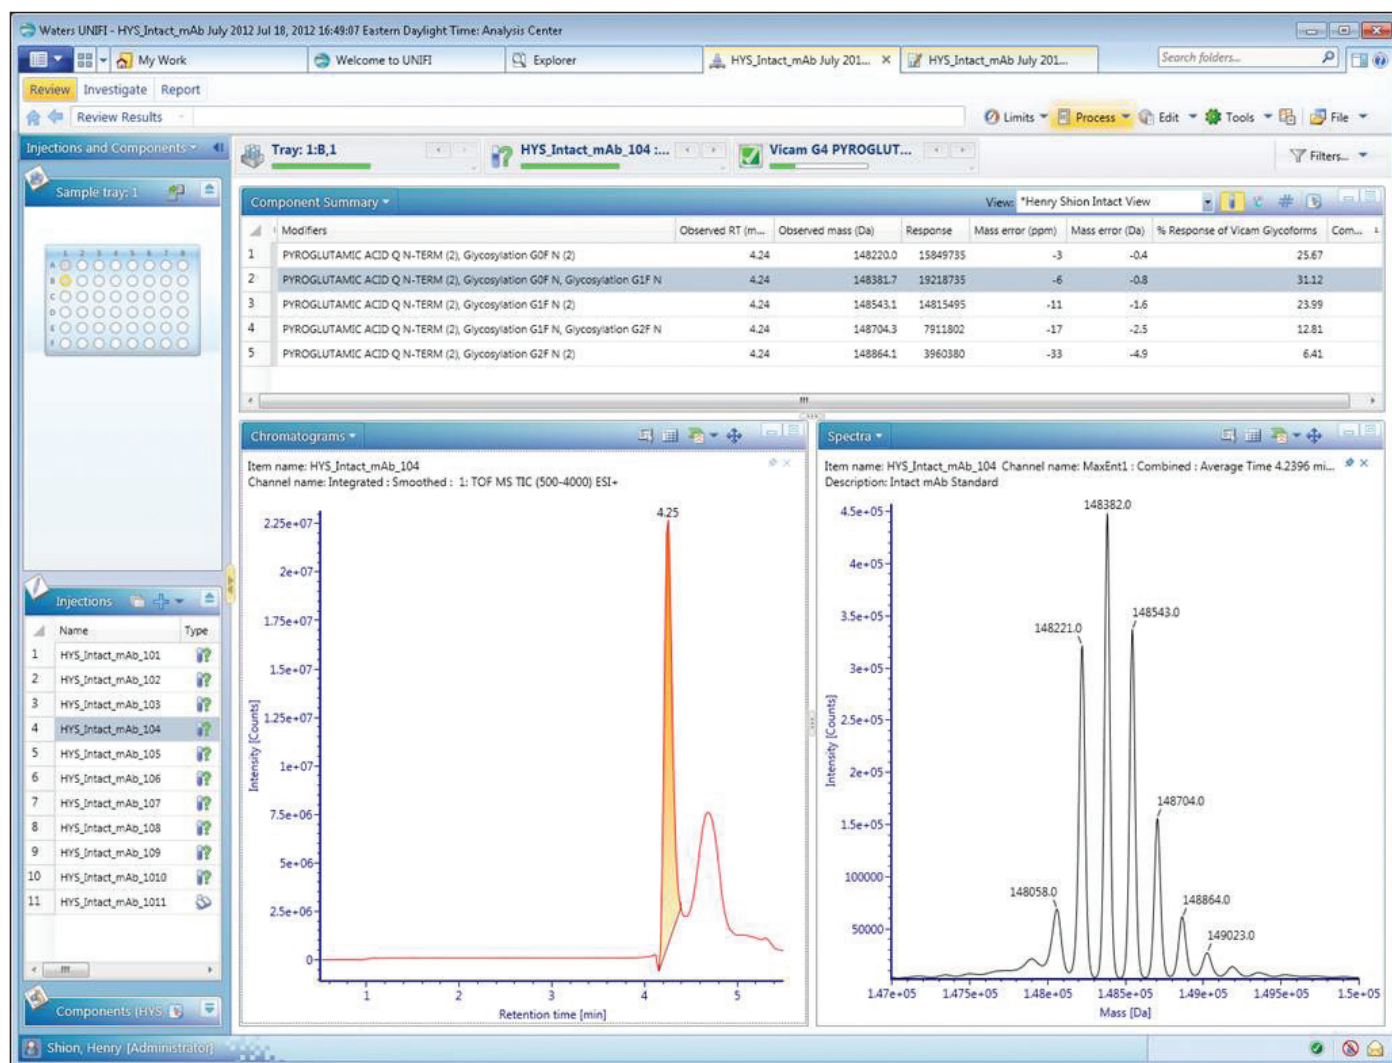 Waters UNIFI - HYS_Intact_mAb July 2012 Jul 18, 2012 16:49:07 Eastern Daylight Time: Analysis Center
My Work
Welcome to UNIFI
Explorer
HYS_Intact_mAb July 201...
HYS_Intact_mAb July 201...
Search folders...
Review Investigate Report
Review Results
Limits Process Edit Tools File
Injections and Components
Tray: 1:B,1
HYS_Intact_mAb_104 :...
Vicam G4 PYROGLUT...
Filters...
Sample tray: 1
1 2 3 4 5 6 7 8
A
B
C
D
E
F
Component Summary
View: *Henry Shion Intact View
Modifiers Observed RT (m... Observed mass (Da) Response Mass error (ppm) Mass error (Da) % Response of Vicam Glycoforms Com...
1 PYROGLUTAMIC ACID Q N-TERM (2), Glycosylation G0F N (2) 4.24 148220.0 15849735 -3 -0.4 25.67
2 PYROGLUTAMIC ACID Q N-TERM (2), Glycosylation G0F N, Glycosylation G1F N 4.24 148381.7 19218735 -6 -0.8 31.12
3 PYROGLUTAMIC ACID Q N-TERM (2), Glycosylation G1F N (2) 4.24 148543.1 14815495 -11 -1.6 23.99
4 PYROGLUTAMIC ACID Q N-TERM (2), Glycosylation G1F N, Glycosylation G2F N 4.24 148704.3 7911802 -17 -2.5 12.81
5 PYROGLUTAMIC ACID Q N-TERM (2), Glycosylation G2F N (2) 4.24 148864.1 3960380 -33 -4.9 6.41
Chromatograms
Item name: HYS_Intact_mAb_104
Channel name: Integrated : Smoothed : 1: TOF MS TIC (500-4000) ESI+
4.25
2.25e+07
2e+07
1.75e+07
1.5e+07
1.25e+07
1e+07
7.5e+06
5e+06
2.5e+06
0
Intensity [Counts]
1 2 3 4 5
Retention time [min]
Spectra
Item name: HYS_Intact_mAb_104 Channel name: MaxEnt1 : Combined : Average Time 4.2396 mi...
Description: Intact mAb Standard
4.5e+05
4e+05
3.5e+05
3e+05
2.5e+05
2e+05
1.5e+05
100000
50000
Intensity [Counts]
148382.0
148543.0
148221.0
148704.0
148058.0
148864.0
149023.0
1.47e+05 1.475e+05 1.48e+05 1.485e+05 1.49e+05 1.495e+05 1.5e+05
Mass [Da]
Injections
Name Type
1 HYS_Intact_mAb_101
2 HYS_Intact_mAb_102
3 HYS_Intact_mAb_103
4 HYS_Intact_mAb_104
5 HYS_Intact_mAb_105
6 HYS_Intact_mAb_106
7 HYS_Intact_mAb_107
8 HYS_Intact_mAb_108
9 HYS_Intact_mAb_109
10 HYS_Intact_mAb_1010
11 HYS_Intact_mAb_1011
Components (HYS
Shion, Henry [Administrator]